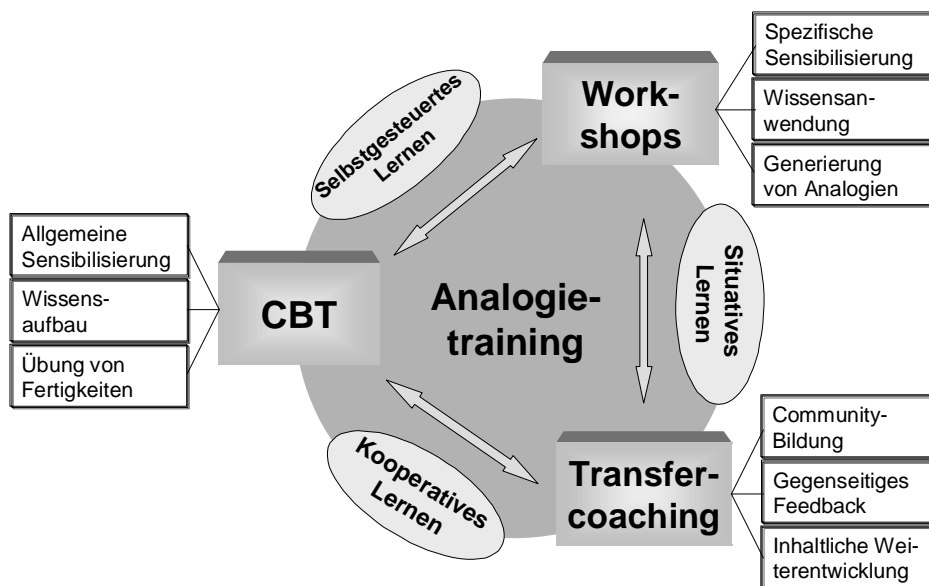 Spezifische
Sensibilisierung
Wissensan-
wendung
Generierung
von Analogien
Work-
shops
Selbstgesteuertes
Lernen
Allgemeine
Sensibilisierung
Wissens-
aufbau
Übung von
Fertigkeiten
CBT
Analogie-
training
Situatives
Lernen
Kooperatives
Lernen
Transfer-
coaching
Community-
Bildung
Gegenseitiges
Feedback
Inhaltliche Wei-
terentwicklung